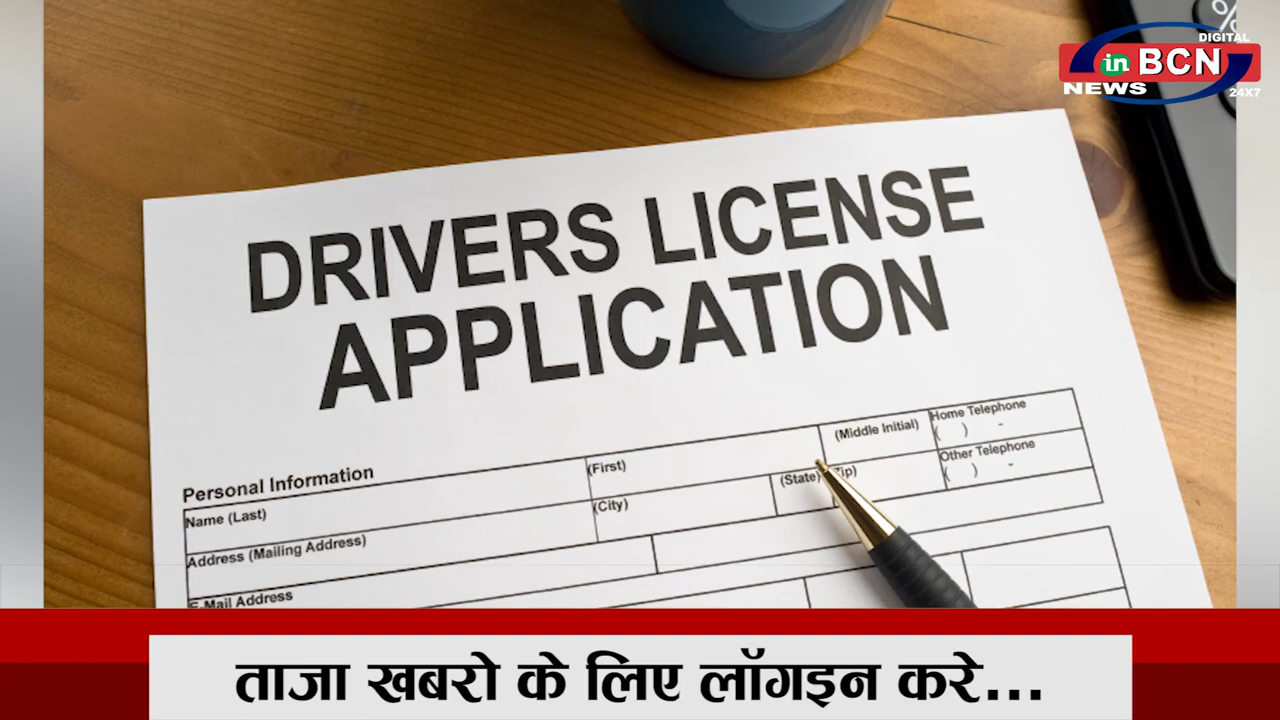 %
DIGITAL
in BCN
NEWS
24X7
DRIVERS LICENSE
APPLICATION
Personal Information
Name (Last)
(First)
(Middle Initial)
Home Telephone
( ) -
Address (Mailing Address)
(City)
(State)
Zip)
Other Telephone
( ) -
E-Mail Address
ताजा खबरो के लिए लॉगइन करे...